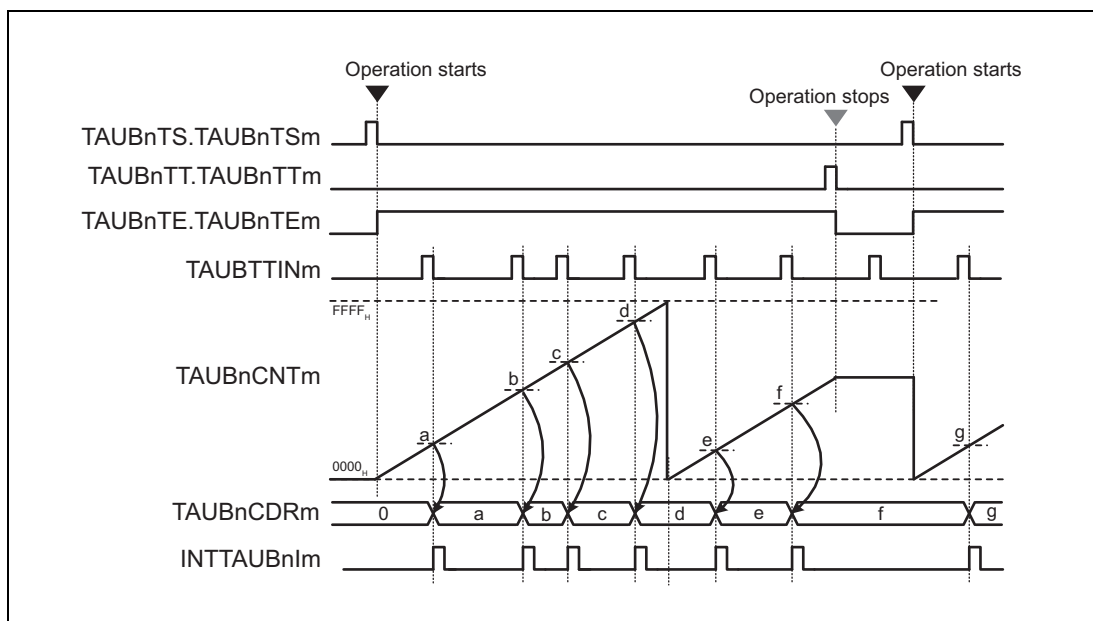 Operation starts
Operation starts
Operation stops
TAUBnTS.TAUBnTSm
TAUBnTT.TAUBnTTm
TAUBnTE.TAUBnTEm
TAUBTTINm
FFFFH
d
c
TAUBnCNTm
b
f
a
e
g
0000H
TAUBnCDRm
0 a b c d e f g
INTTAUBnIm